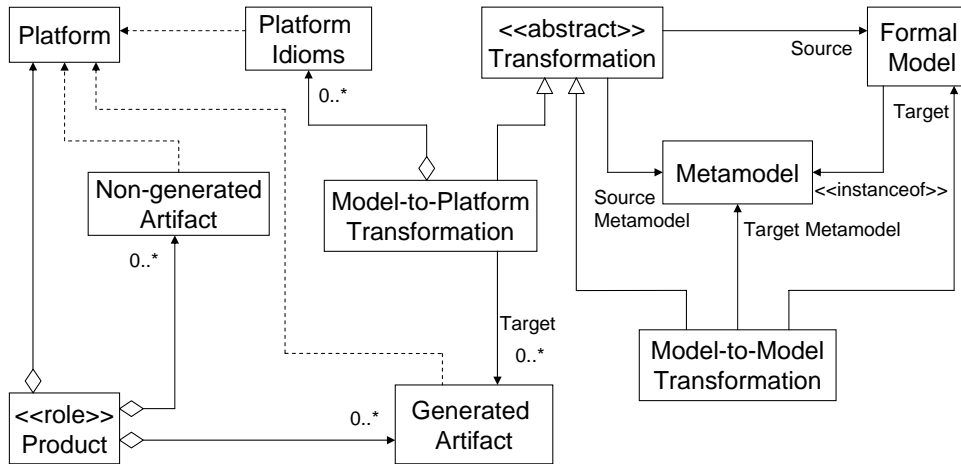 Platform
Platform
Idioms
<<abstract>>
Transformation
Source
Formal
Model
0..*
Target
Non-generated
Artifact
Model-to-Platform
Transformation
Metamodel
Source
Metamodel
<<instanceof>>
Target Metamodel
0..*
Target
0..*
Model-to-Model
Transformation
<<role>>
Product
0..*
Generated
Artifact